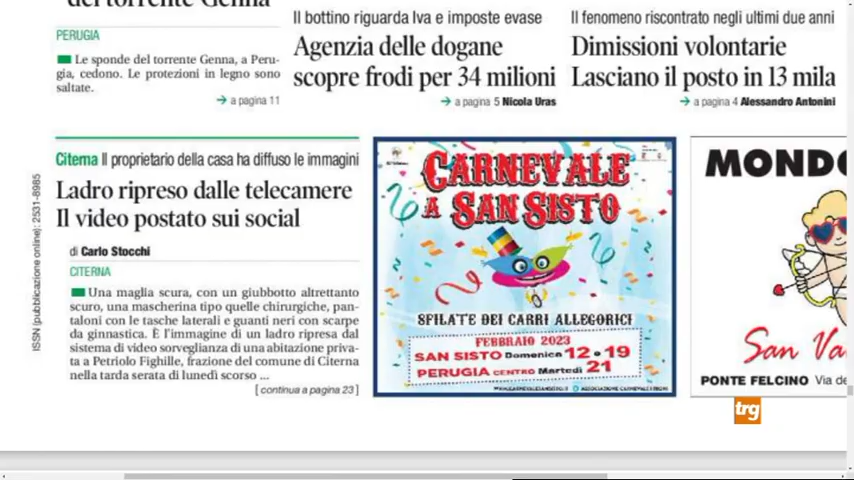 del torrente Genna
PERUGIA
Le sponde del torrente Genna, a Peru-
gia, cedono. Le protezioni in legno sono
saltate.
→ a pagina 11
Il bottino riguarda Iva e imposte evase
Agenzia delle dogane
scopre frodi per 34 milioni
→ a pagina 5 Nicola Uras
Il fenomeno riscontrato negli ultimi due anni
Dimissioni volontarie
Lasciano il posto in 13 mila
→ a pagina 4 Alessandro Antonini
ISSN (pubblicazione online): 2531-8985
Citerna Il proprietario della casa ha diffuso le immagini
Ladro ripreso dalle telecamere
Il video postato sui social
di Carlo Stocchi
CITERNA
Una maglia scura, con un giubbotto altrettanto
scuro, una mascherina tipo quelle chirurgiche, pan-
taloni con le tasche laterali e guanti neri con scarpe
da ginnastica. È l'immagine di un ladro ripresa dal
sistema di video sorveglianza di una abitazione priva-
ta a Petriolo Fighille, frazione del comune di Citerna
nella tarda serata di lunedì scorso ...
[ continua a pagina 23 ]
CARNEVALE
A SAN SISTO
SFILATE DEI CARRI ALLEGORICI
FEBBRAIO 2023
SAN SISTO Domenica 12 e 19
PERUGIA CENTRO Martedì 21
MONDO
San Va
PONTE FELCINO Via de
trg